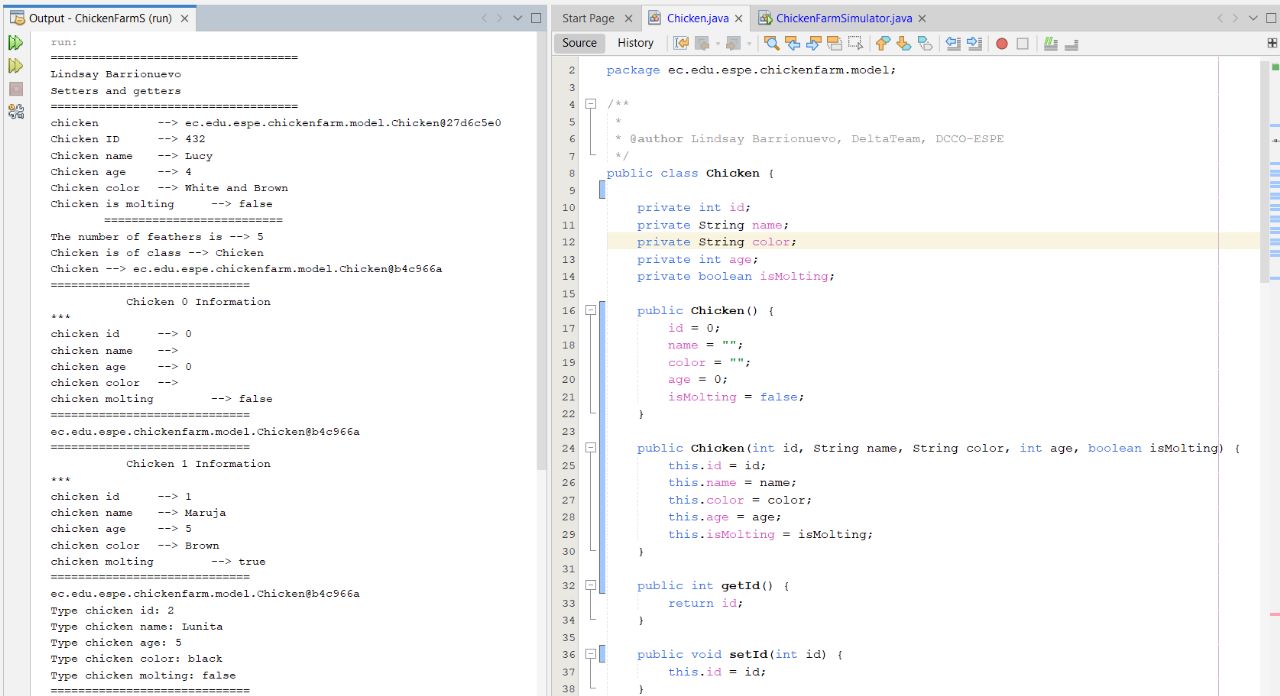 Output - ChickenFarmS (run)
run:
=====================================
Lindsay Barrionuevo
Setters and getters
=====================================
chicken --> ec.edu.espe.chickenfarm.model.Chicken@27d6c5e0
Chicken ID --> 432
Chicken name --> Lucy
Chicken age --> 4
Chicken color --> White and Brown
Chicken is molting --> false
===========================
The number of feathers is --> 5
Chicken is of class --> Chicken
Chicken --> ec.edu.espe.chickenfarm.model.Chicken@b4c966a
==============================
Chicken 0 Information
***
chicken id --> 0
chicken name -->
chicken age --> 0
chicken color -->
chicken molting --> false
==============================
ec.edu.espe.chickenfarm.model.Chicken@b4c966a
==============================
Chicken 1 Information
***
chicken id --> 1
chicken name --> Maruja
chicken age --> 5
chicken color --> Brown
chicken molting --> true
==============================
ec.edu.espe.chickenfarm.model.Chicken@b4c966a
Type chicken id: 2
Type chicken name: Lunita
Type chicken age: 5
Type chicken color: black
Type chicken molting: false
==============================
Start Page Chicken.java ChickenFarmSimulator.java
Source History
2 package ec.edu.espe.chickenfarm.model;
3
4 /**
5 *
6 * @author Lindsay Barrionuevo, DeltaTeam, DCCO-ESPE
7 */
8 public class Chicken {
9
10 private int id;
11 private String name;
12 private String color;
13 private int age;
14 private boolean isMolting;
15
16 public Chicken() {
17 id = 0;
18 name = "";
19 color = "";
20 age = 0;
21 isMolting = false;
22 }
23
24 public Chicken(int id, String name, String color, int age, boolean isMolting) {
25 this.id = id;
26 this.name = name;
27 this.color = color;
28 this.age = age;
29 this.isMolting = isMolting;
30 }
31
32 public int getId() {
33 return id;
34 }
35
36 public void setId(int id) {
37 this.id = id;
38 }